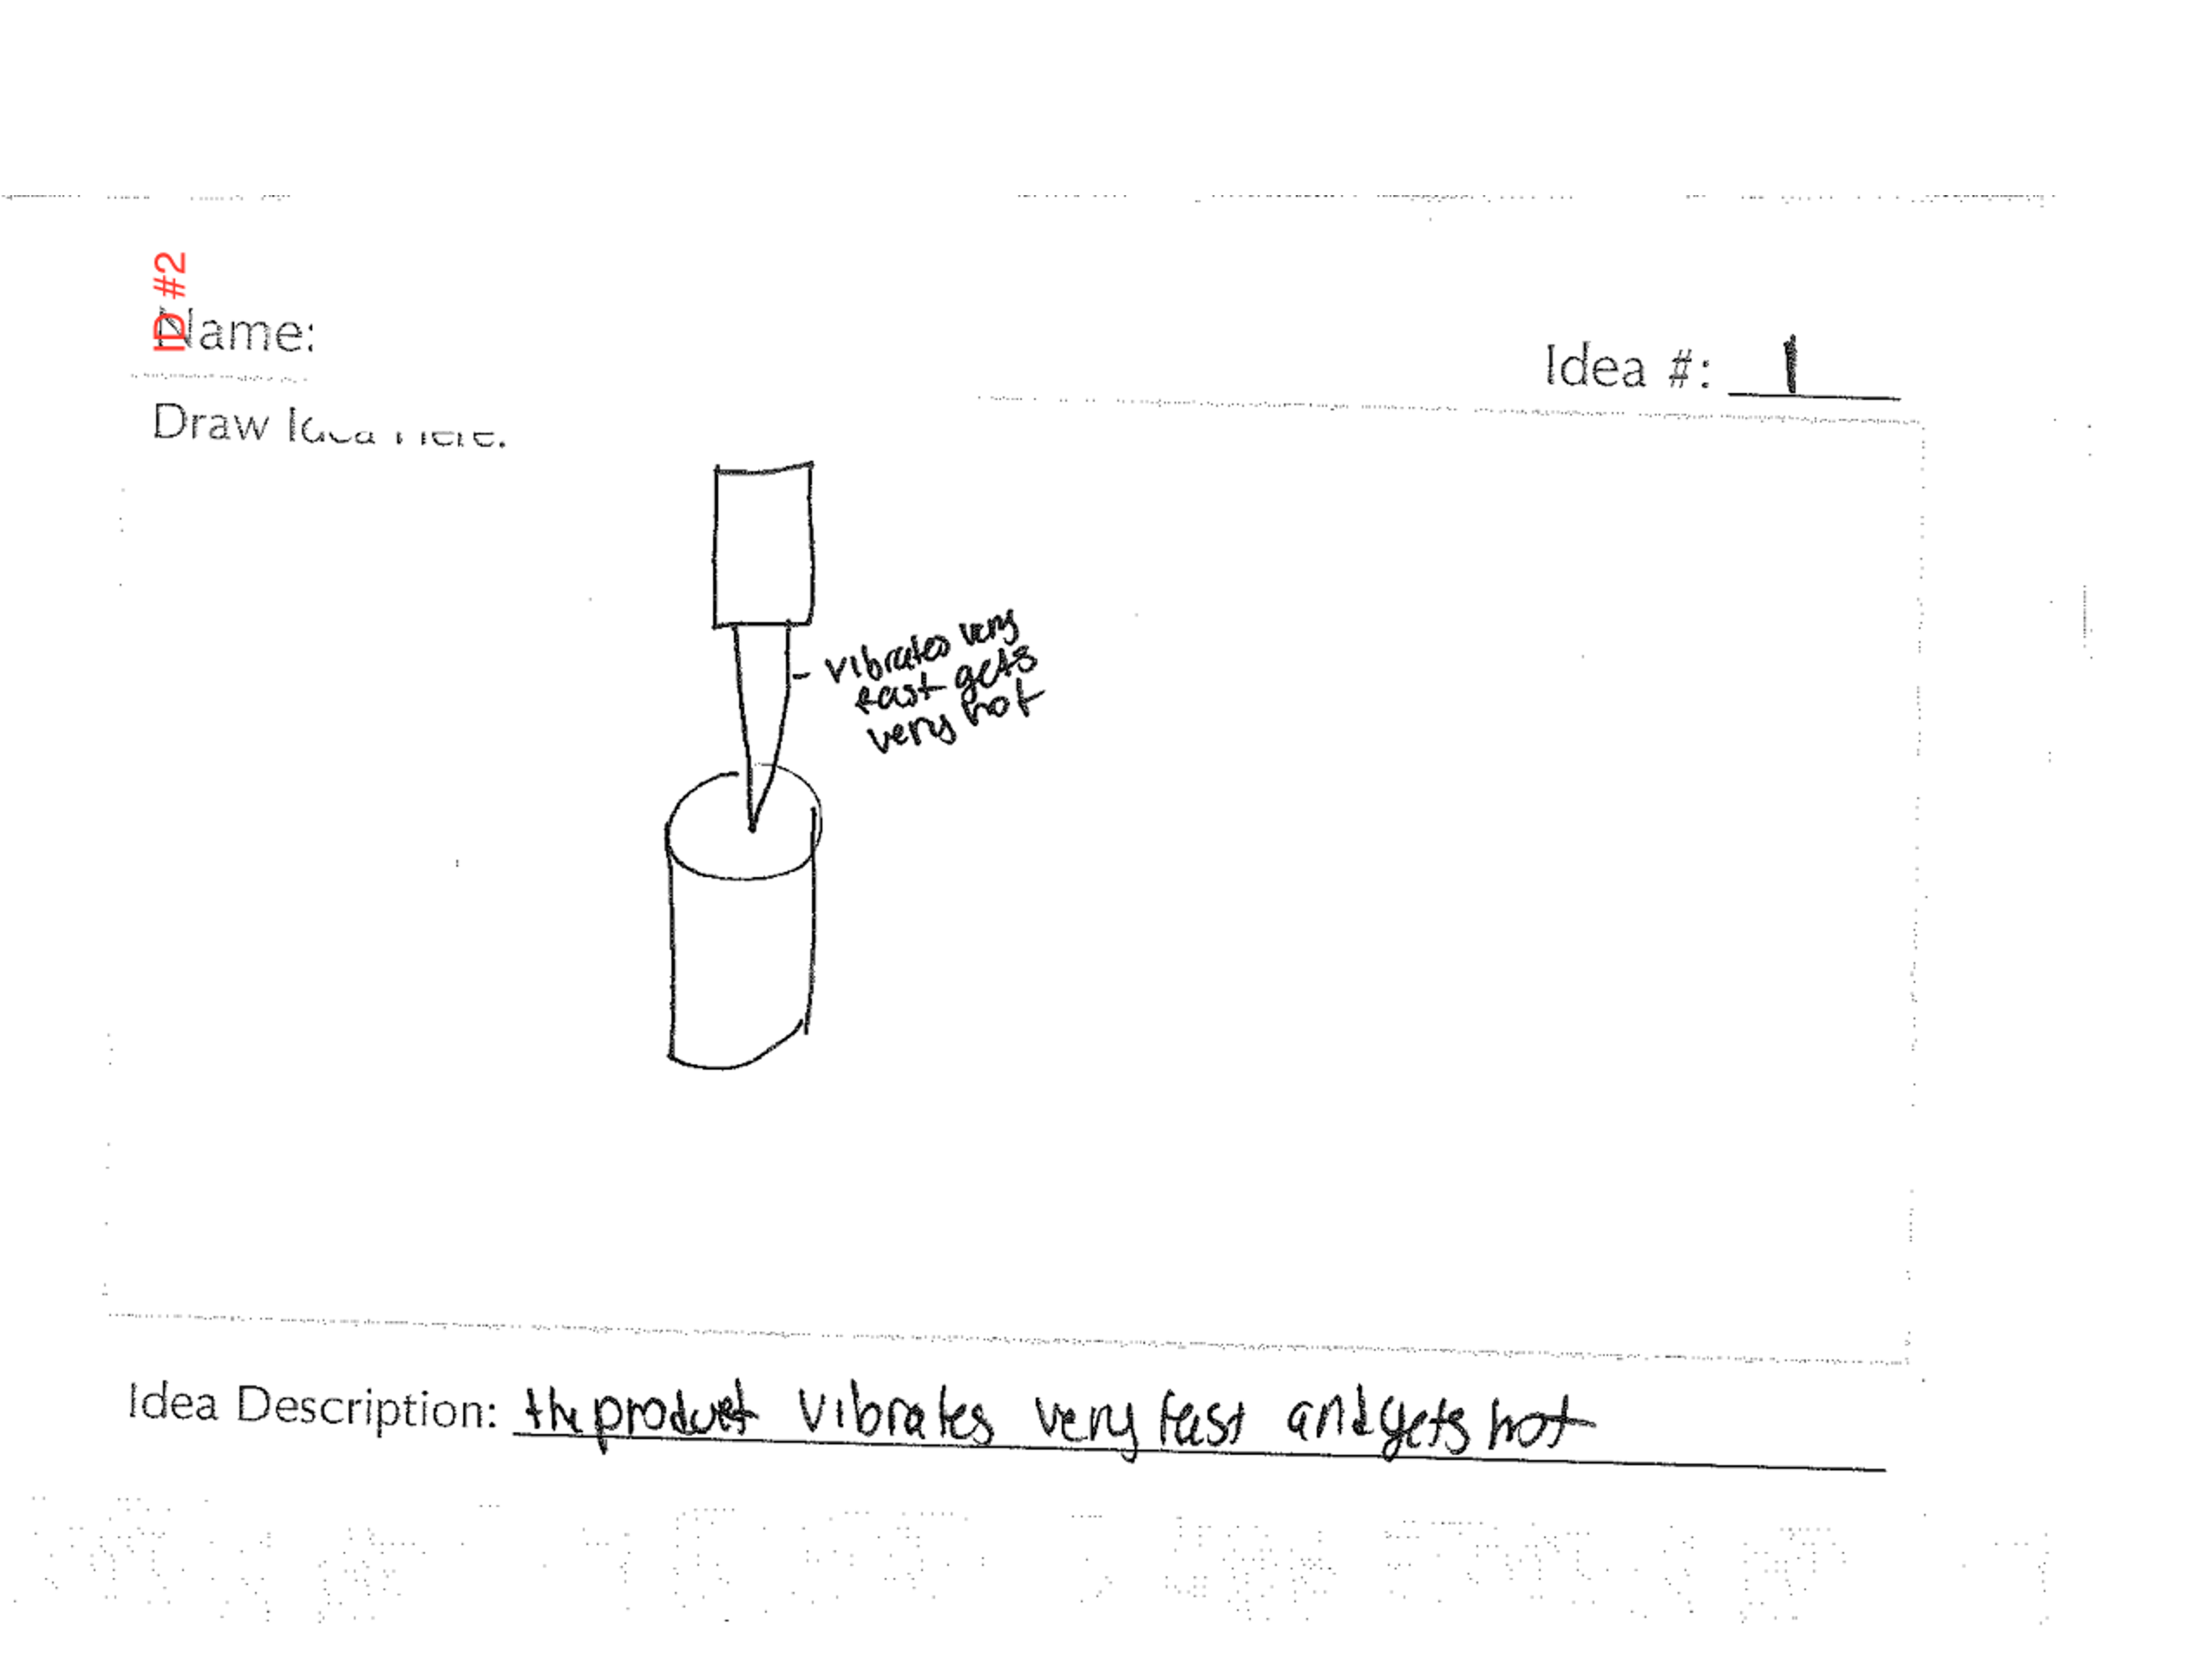 ID #2
Name:
Idea #: 1
Draw Idea Here.
vibrates very
fast gets
very hot
Idea Description: the product vibrates very fast and gets hot